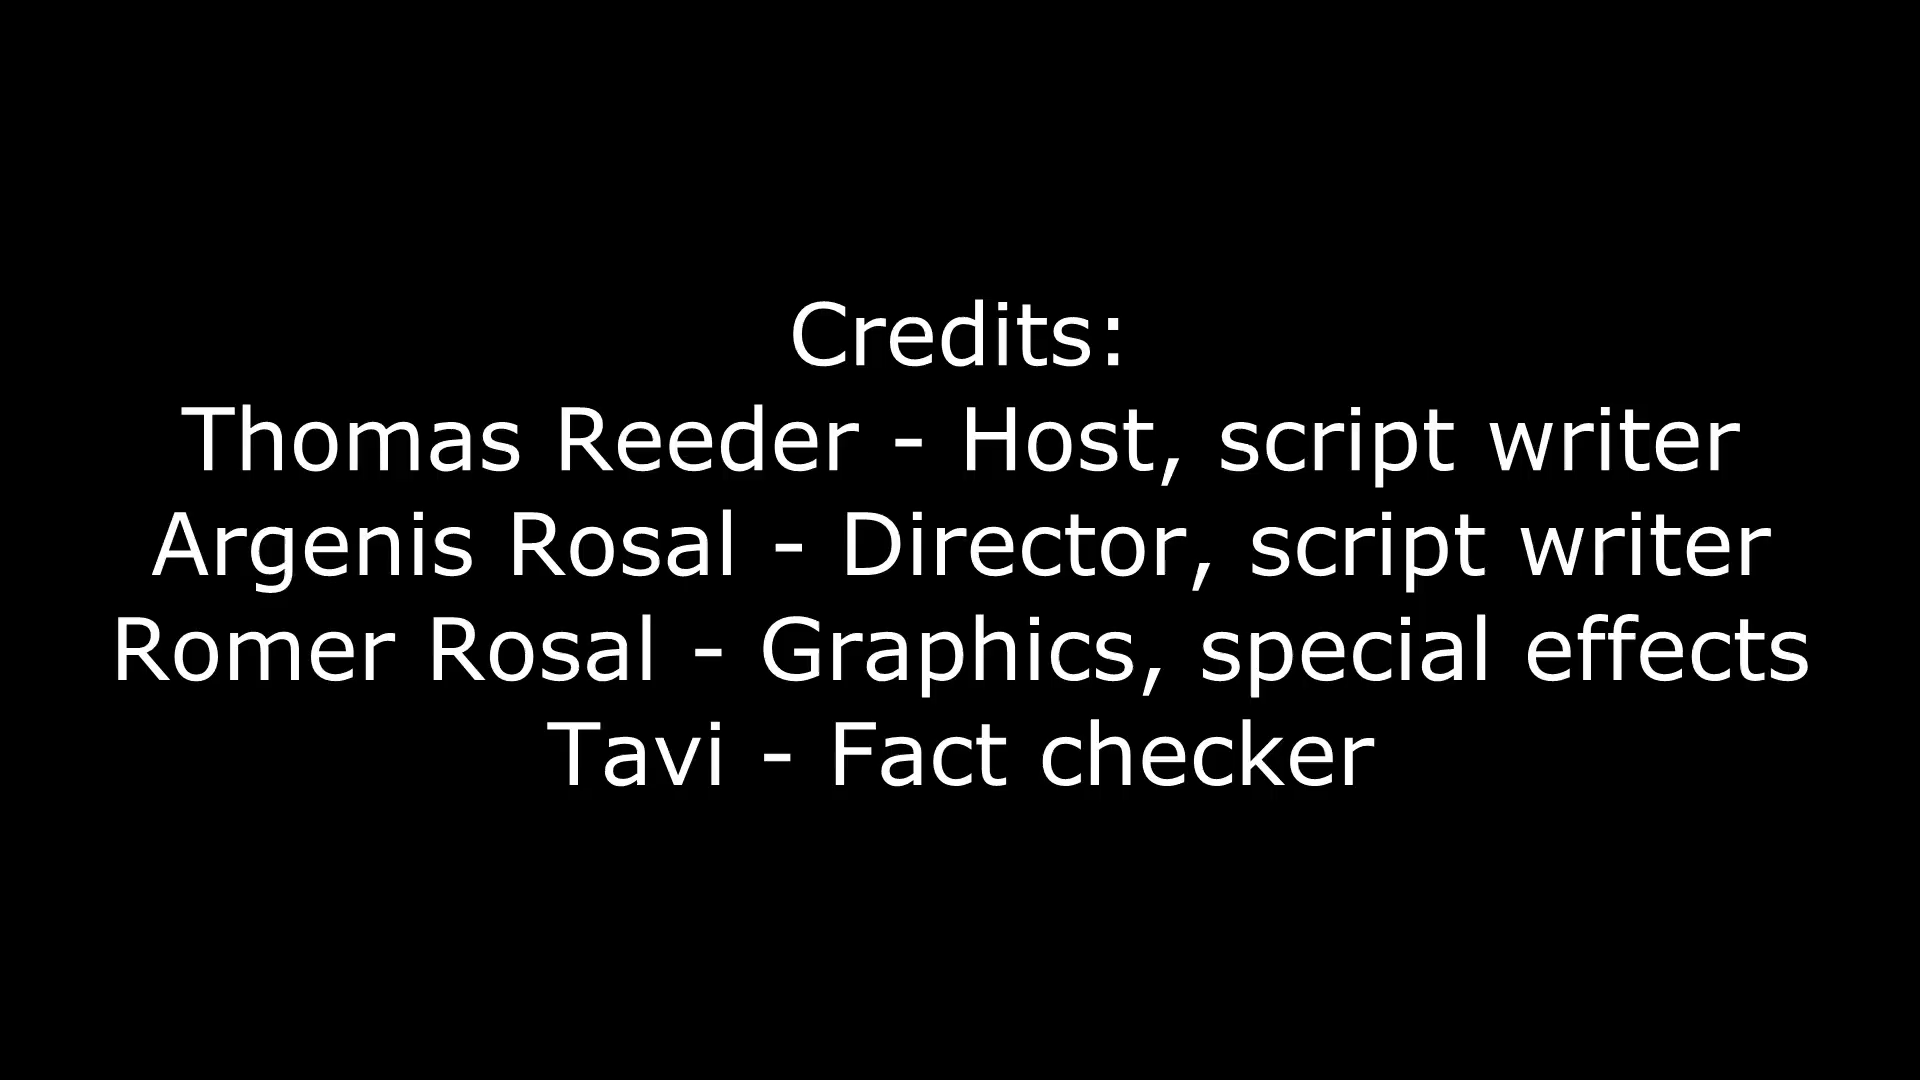 Credits:
Thomas Reeder - Host, script writer
Argenis Rosal - Director, script writer
Romer Rosal - Graphics, special effects
Tavi - Fact checker